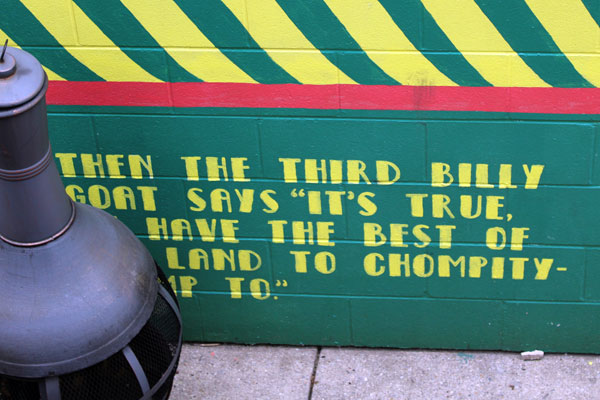 THEN THE THIRD BILLY
GOAT SAYS "IT'S TRUE,
HAVE THE BEST OF
LAND TO CHOMPITY-
TO."